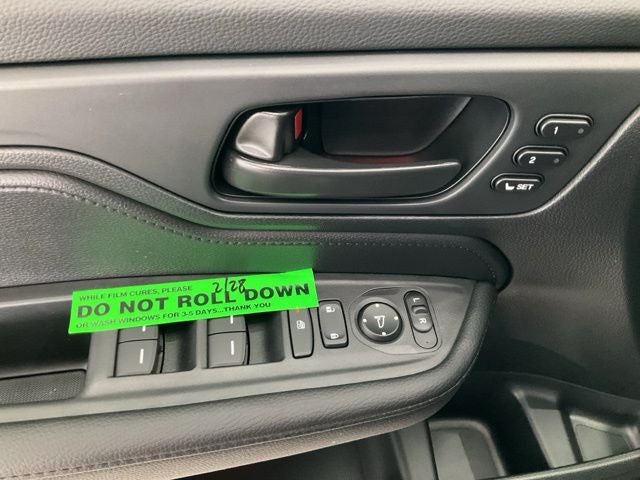 1
2
SET
WHILE FILM CURES, PLEASE 2/28
DO NOT ROLL DOWN
OR WASH WINDOWS FOR 3-5 DAYS...THANK YOU
L
R